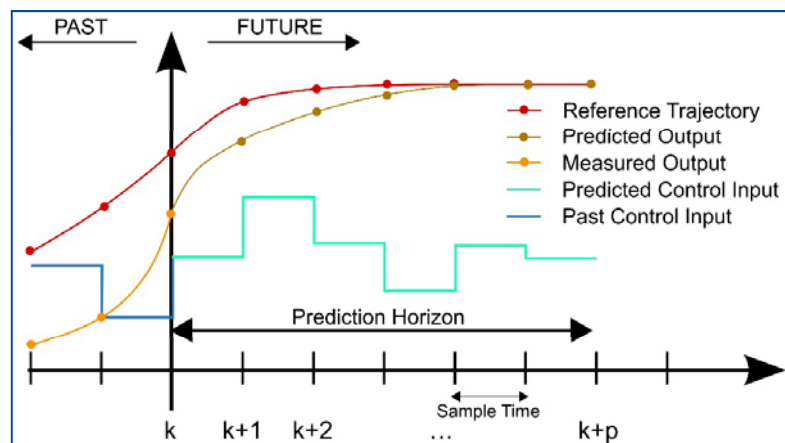 PAST
FUTURE
Reference Trajectory
Predicted Output
Measured Output
Predicted Control Input
Past Control Input
Prediction Horizon
Sample Time
k
k+1
k+2
...
k+p